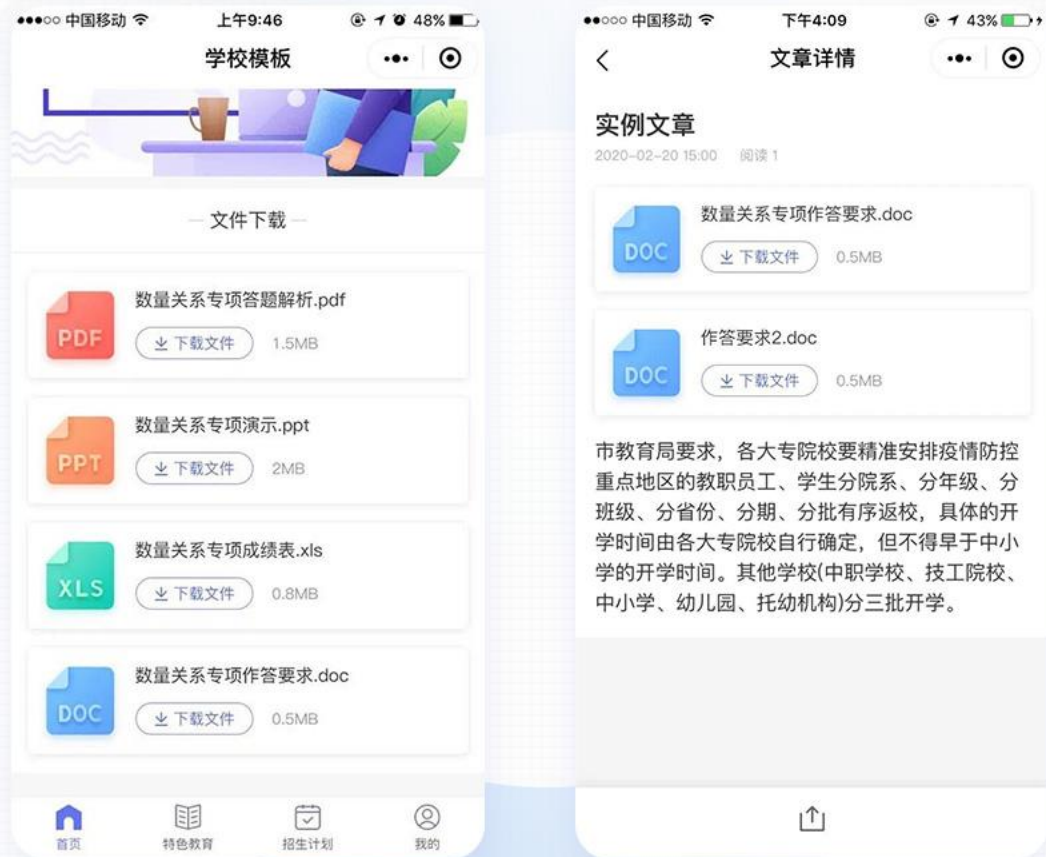 中国移动
上午9:46
48%
学校模板
文件下载
PDF
数量关系专项答题解析.pdf
下载文件
1.5MB
PPT
数量关系专项演示.ppt
下载文件
2MB
XLS
数量关系专项成绩表.xls
下载文件
0.8MB
DOC
数量关系专项作答要求.doc
下载文件
0.5MB
首页
特色教育
招生计划
我的
中国移动
下午4:09
43%
文章详情
实例文章
2020-02-20 15:00 阅读 1
DOC
数量关系专项作答要求.doc
下载文件
0.5MB
DOC
作答要求2.doc
下载文件
0.5MB
市教育局要求，各大专院校要精准安排疫情防控
重点地区的教职员工、学生分院系、分年级、分
班级、分省份、分期、分批有序返校，具体的开
学时间由各大专院校自行确定，但不得早于中小
学的开学时间。其他学校(中职学校、技工院校、
中小学、幼儿园、托幼机构)分三批开学。